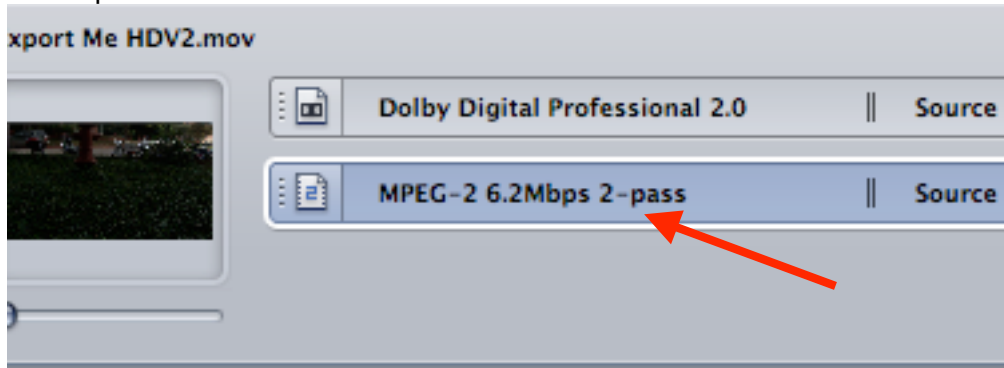 xport Me HDV2.mov
Dolby Digital Professional 2.0 || Source
MPEG-2 6.2Mbps 2-pass || Source